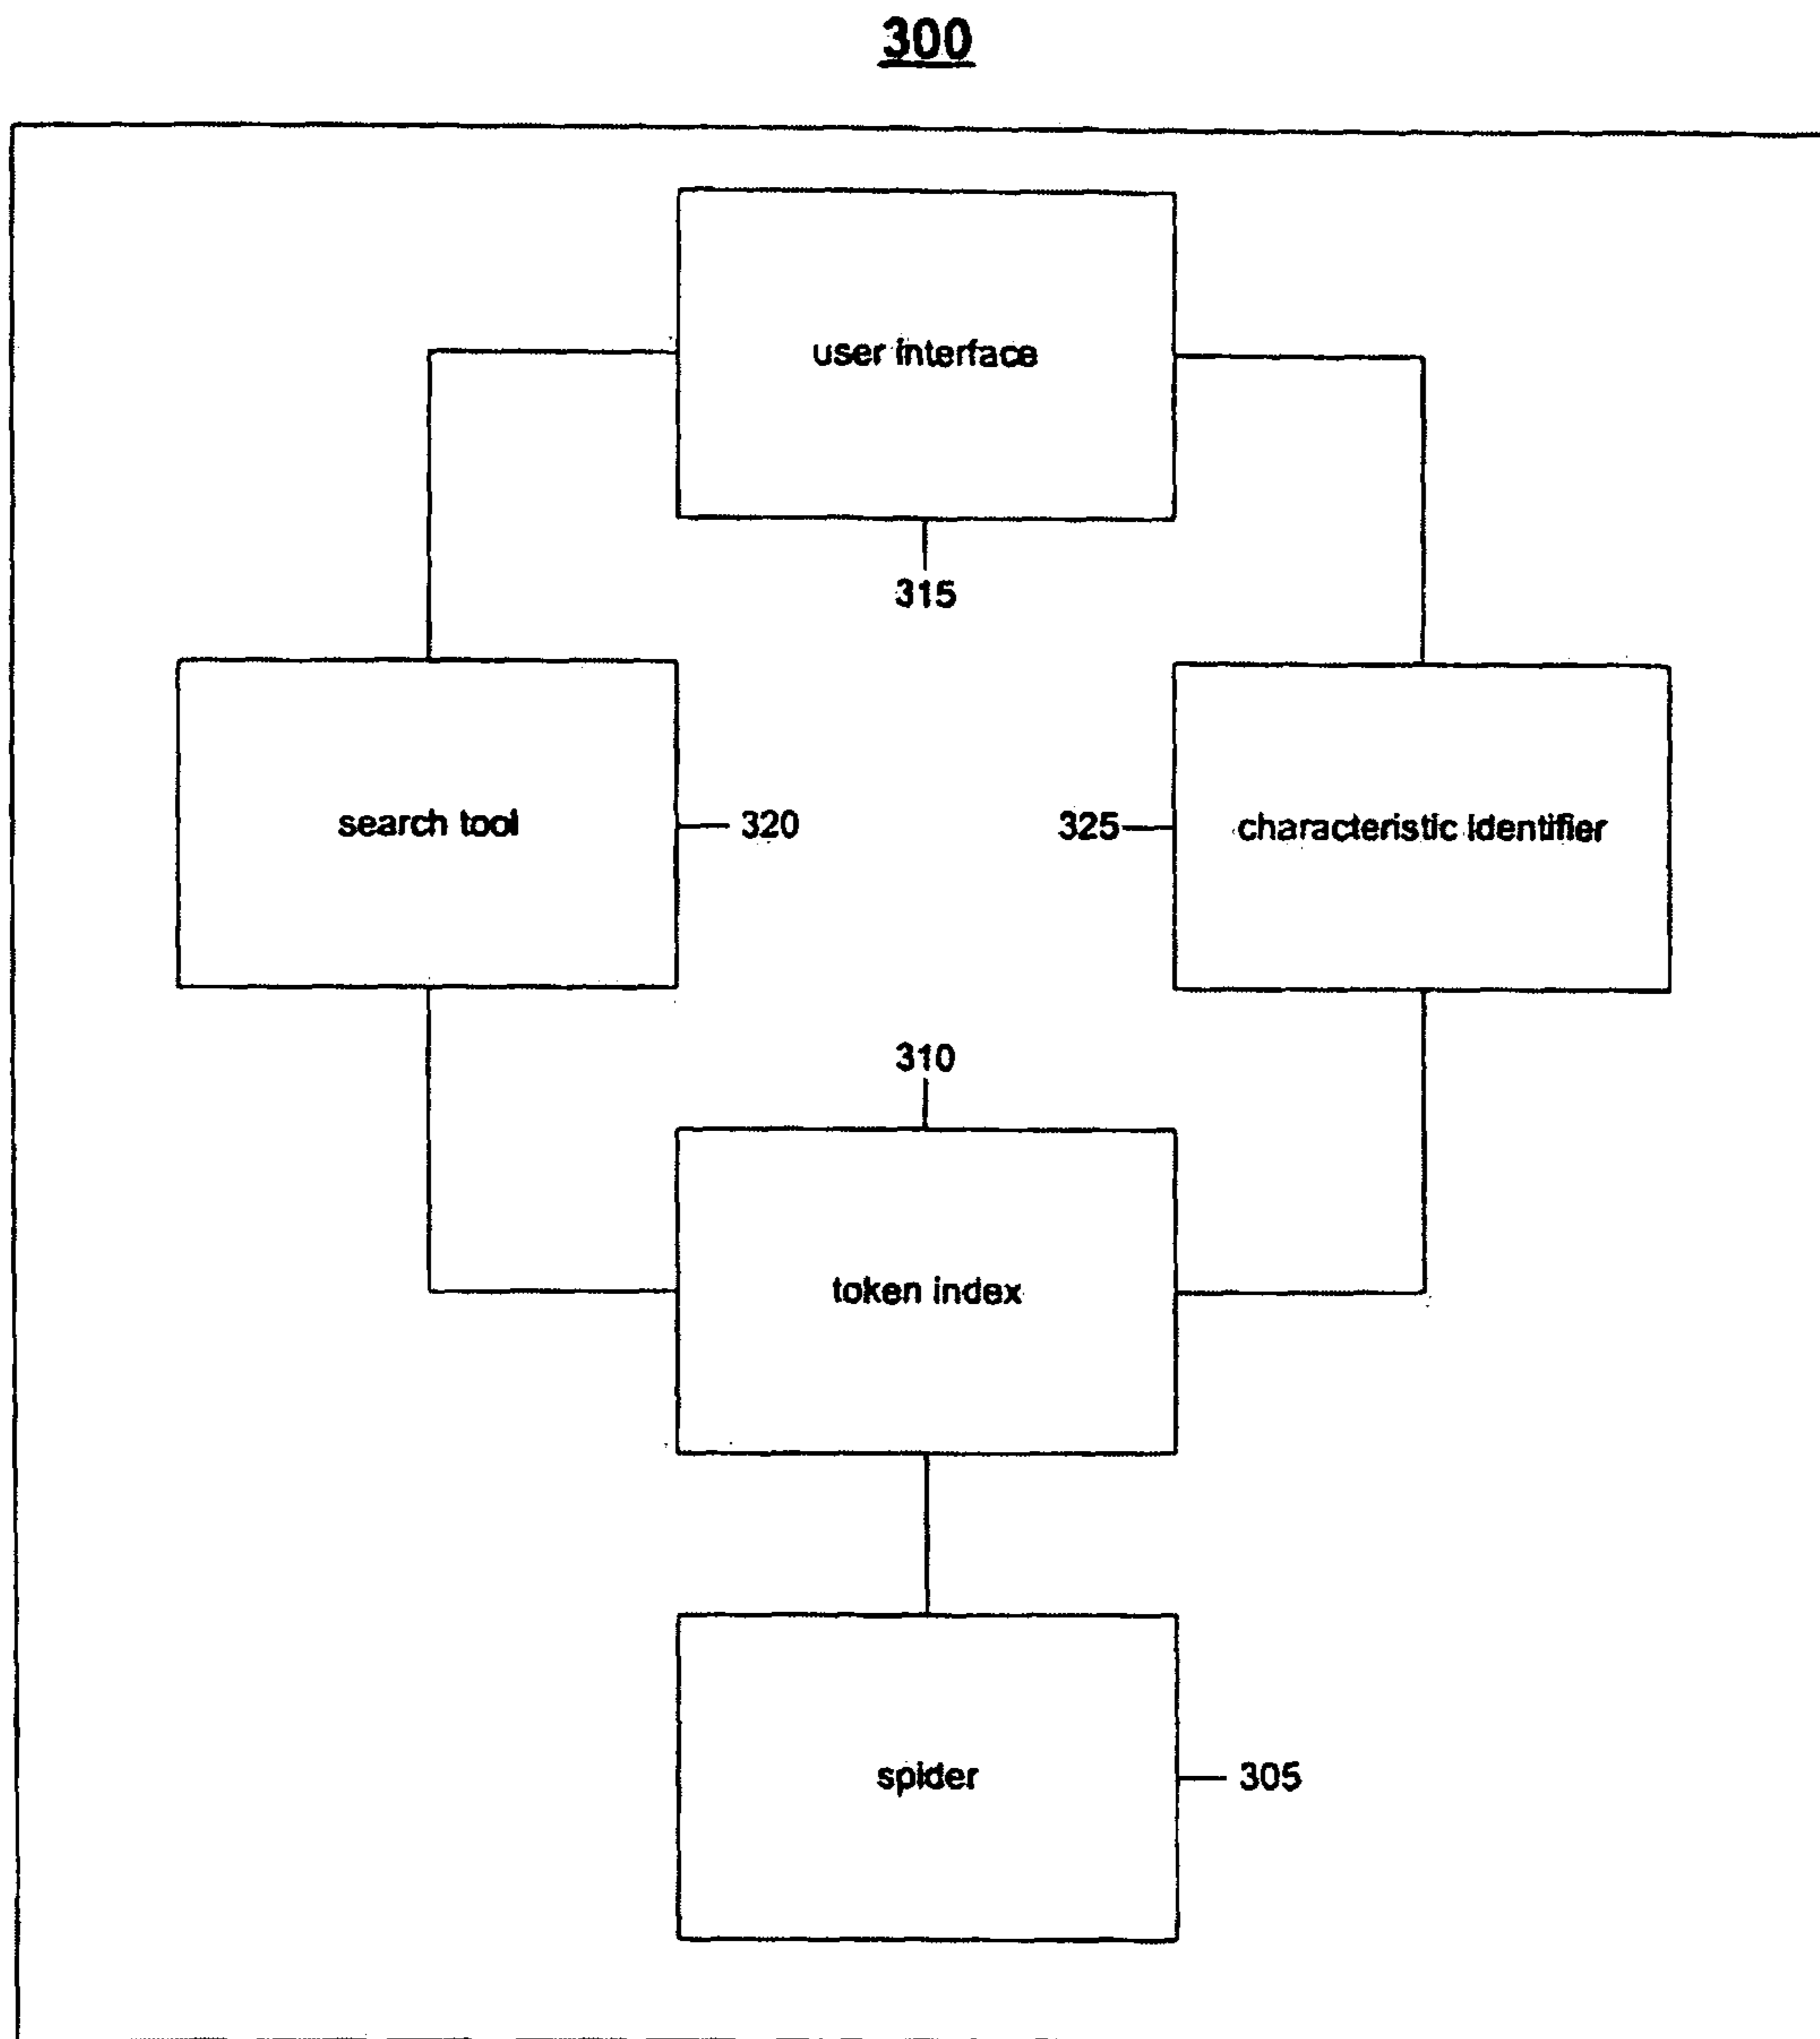 300
user interface
315
search tool
320
325
characteristic identifier
310
token index
spider
305